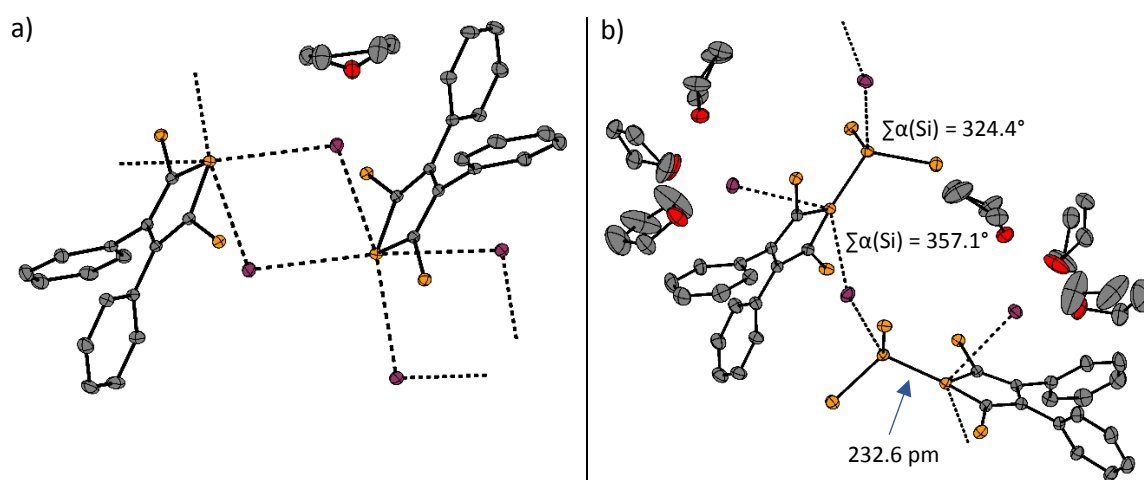 a)
b)
∑α(Si) = 324.4°
∑α(Si) = 357.1°
232.6 pm